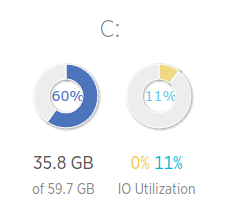 C:
60% 11%
35.8 GB 0% 11%
of 59.7 GB IO Utilization